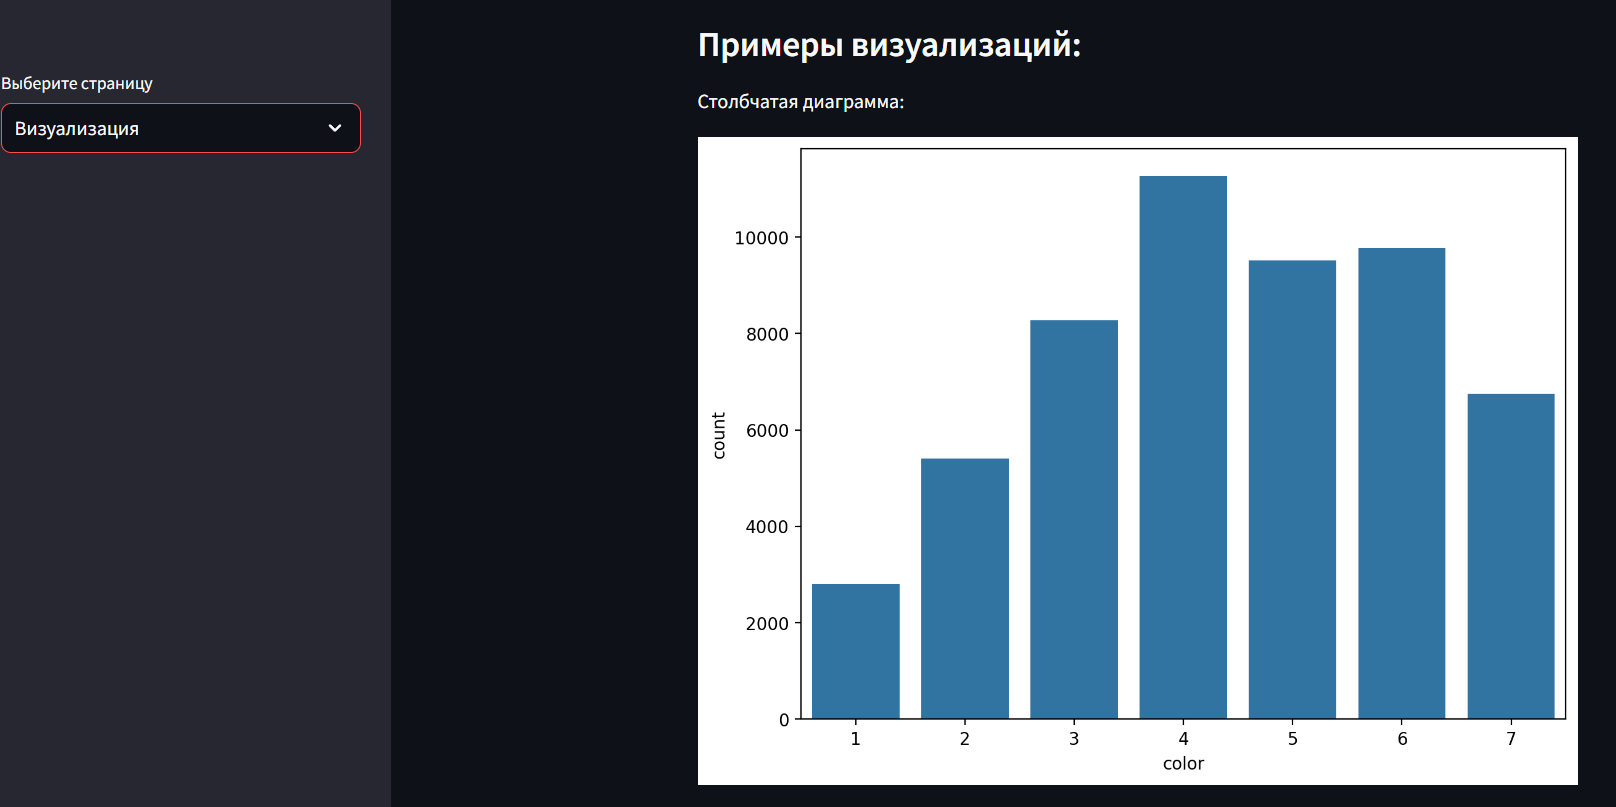 Выберите страницу
Визуализация
Примеры визуализаций:
Столбчатая диаграмма:
10000
8000
6000
4000
2000
0
count
1 2 3 4 5 6 7
color